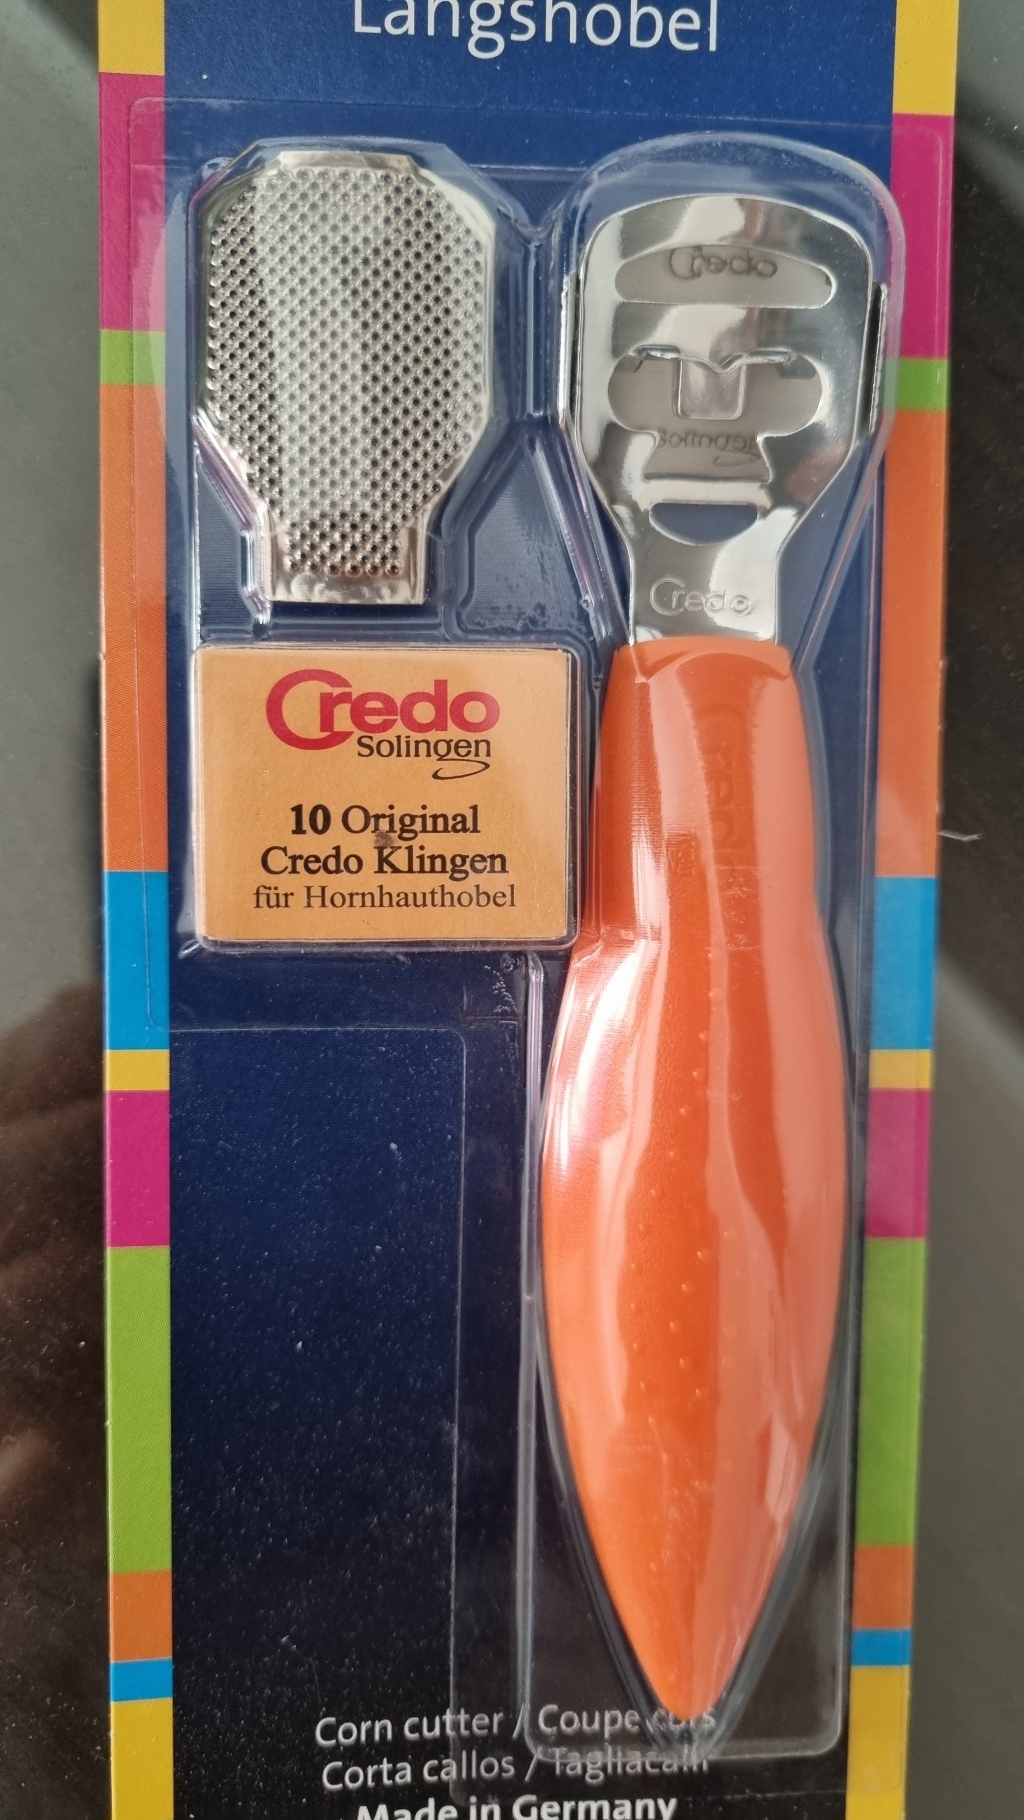 Längshobel
Credo
Solingen
Credo
Credo
Solingen
10 Original
Credo Klingen
für Hornhauthobel
Corn cutter / Coupe cors
Corta callos / Tagliacalli
Made in Germany